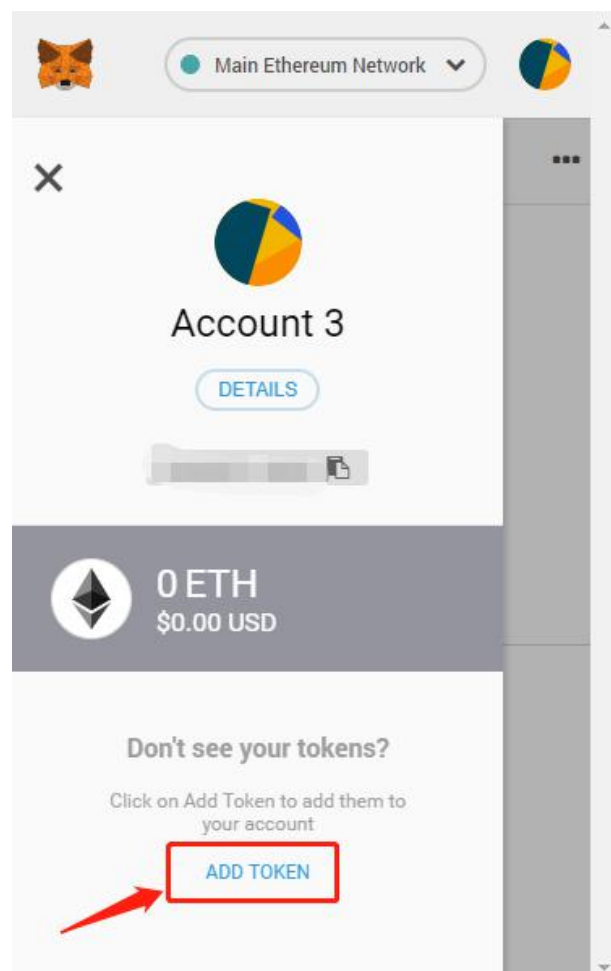 Main Ethereum Network
Account 3
DETAILS
0 ETH
$0.00 USD
Don't see your tokens?
Click on Add Token to add them to
your account
ADD TOKEN